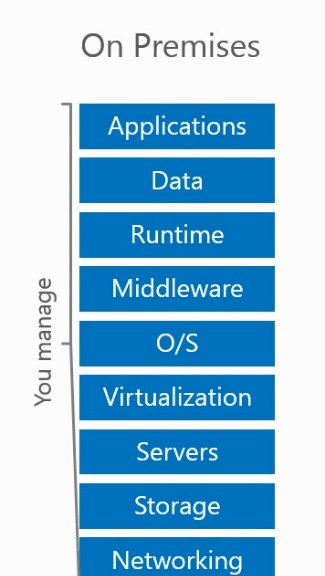 On Premises
You manage
Applications
Data
Runtime
Middleware
O/S
Virtualization
Servers
Storage
Networking